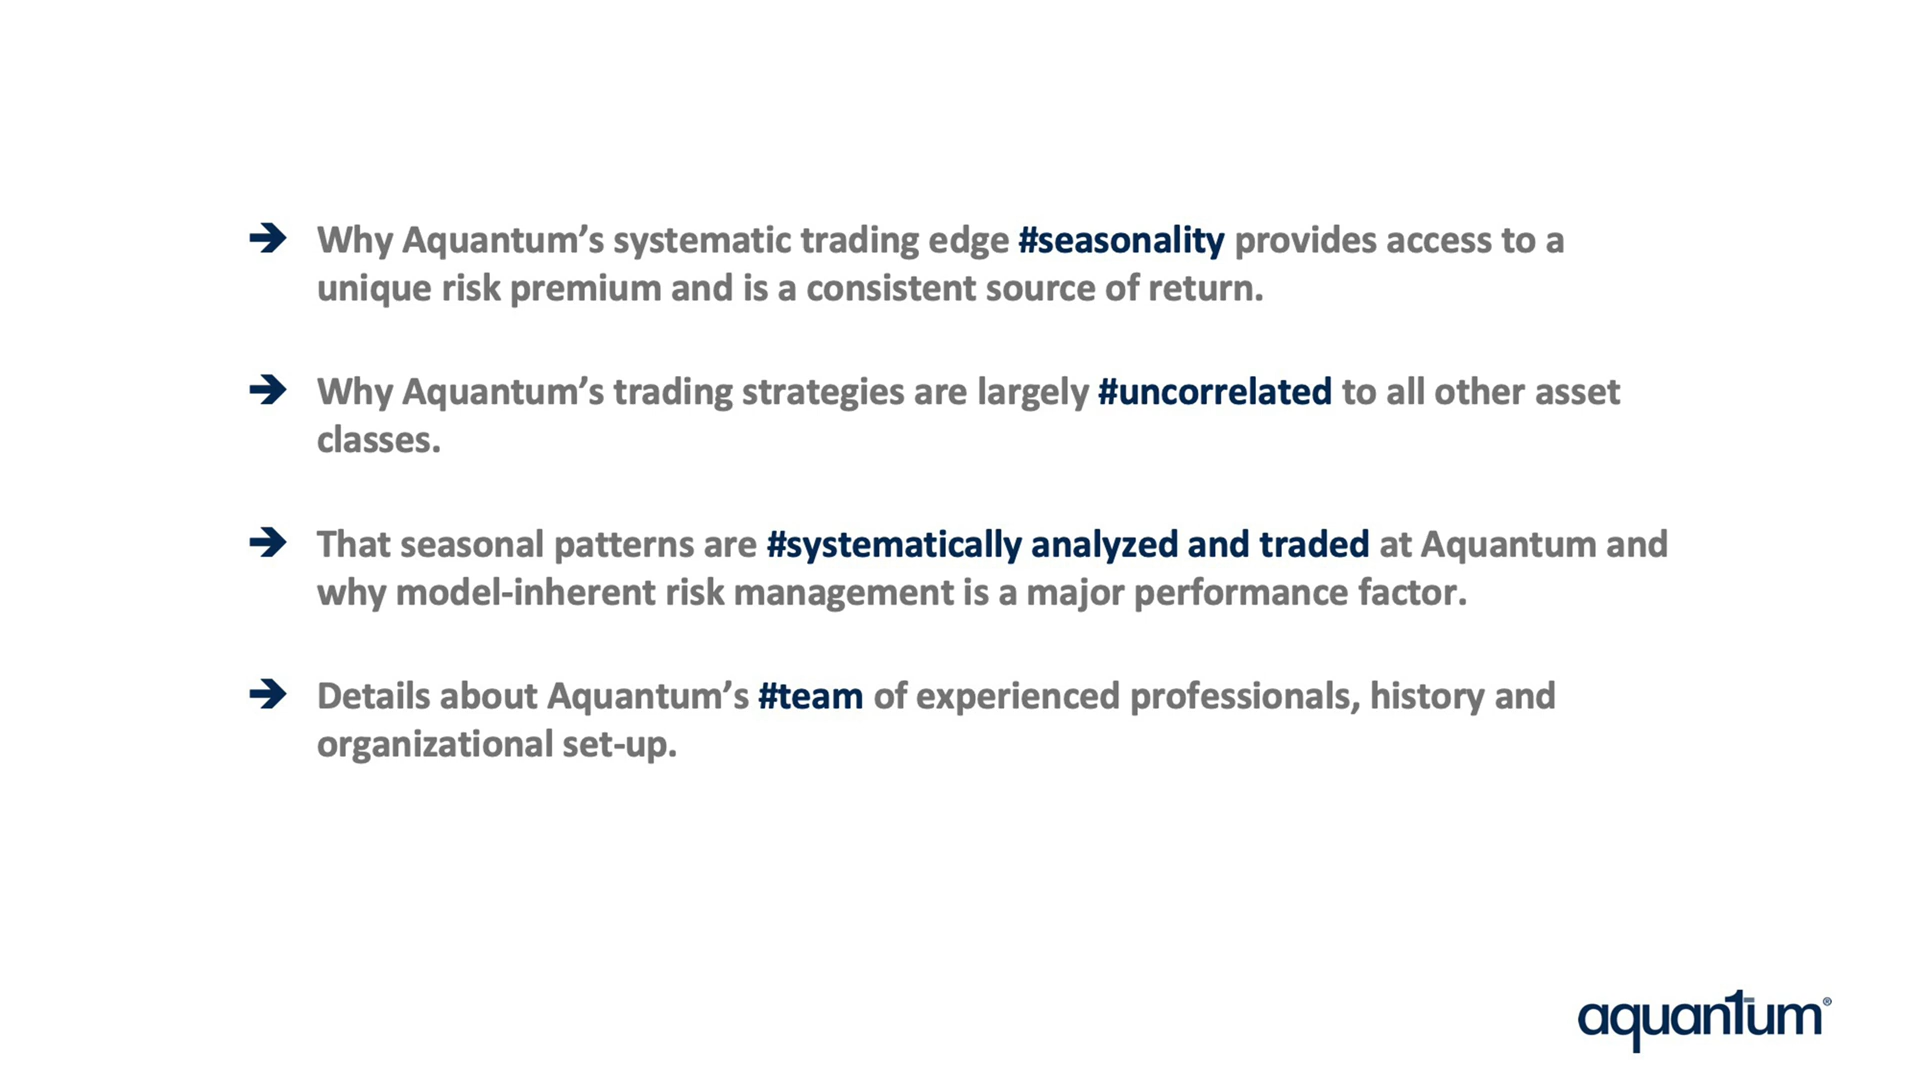 ➔ Why Aquantum’s systematic trading edge #seasonality provides access to a
unique risk premium and is a consistent source of return.
➔ Why Aquantum’s trading strategies are largely #uncorrelated to all other asset
classes.
➔ That seasonal patterns are #systematically analyzed and traded at Aquantum and
why model-inherent risk management is a major performance factor.
➔ Details about Aquantum’s #team of experienced professionals, history and
organizational set-up.
aquan1um®